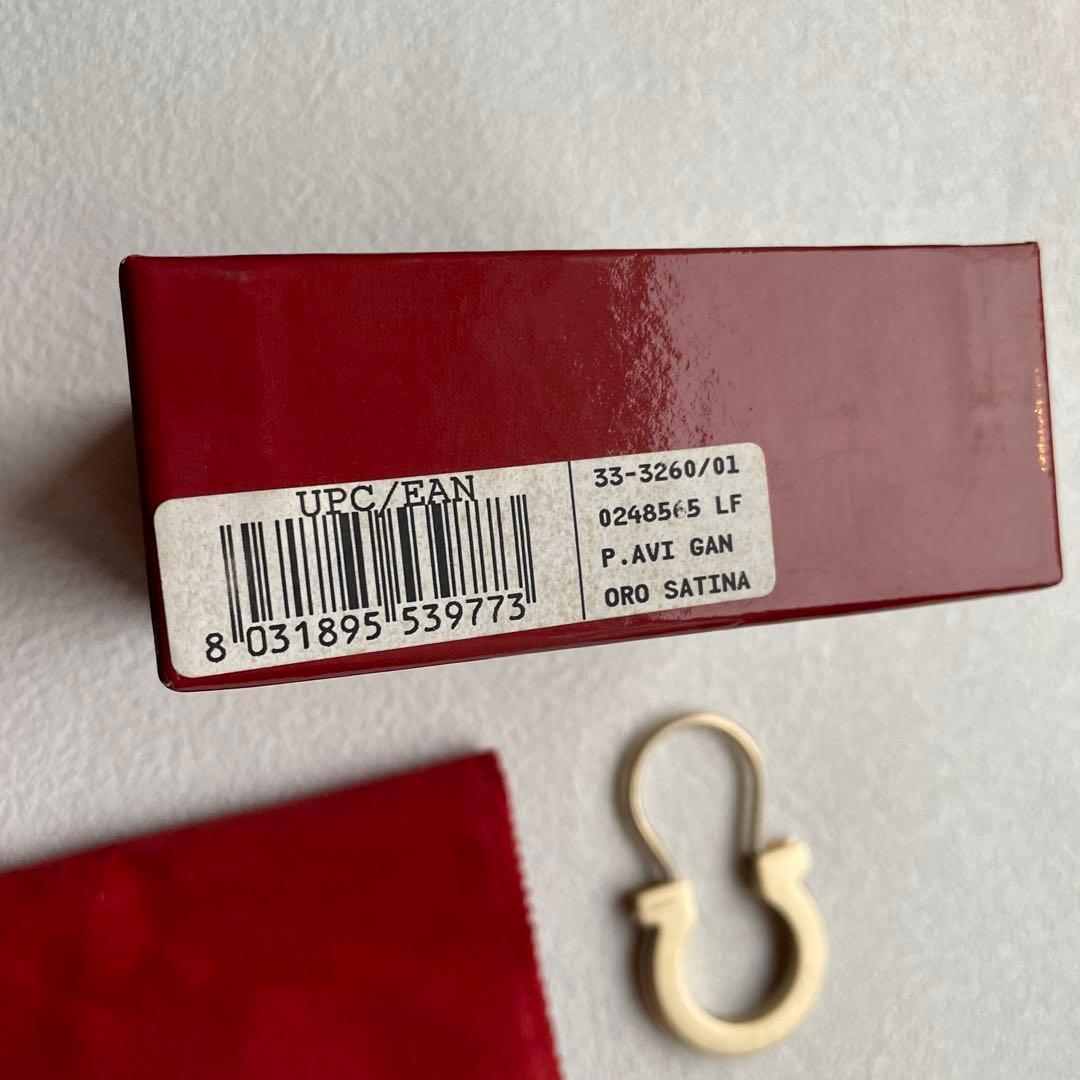 UPC/EAN
8 031895 539773
33-3260/01
0248565 LF
P.AVI GAN
ORO SATINA